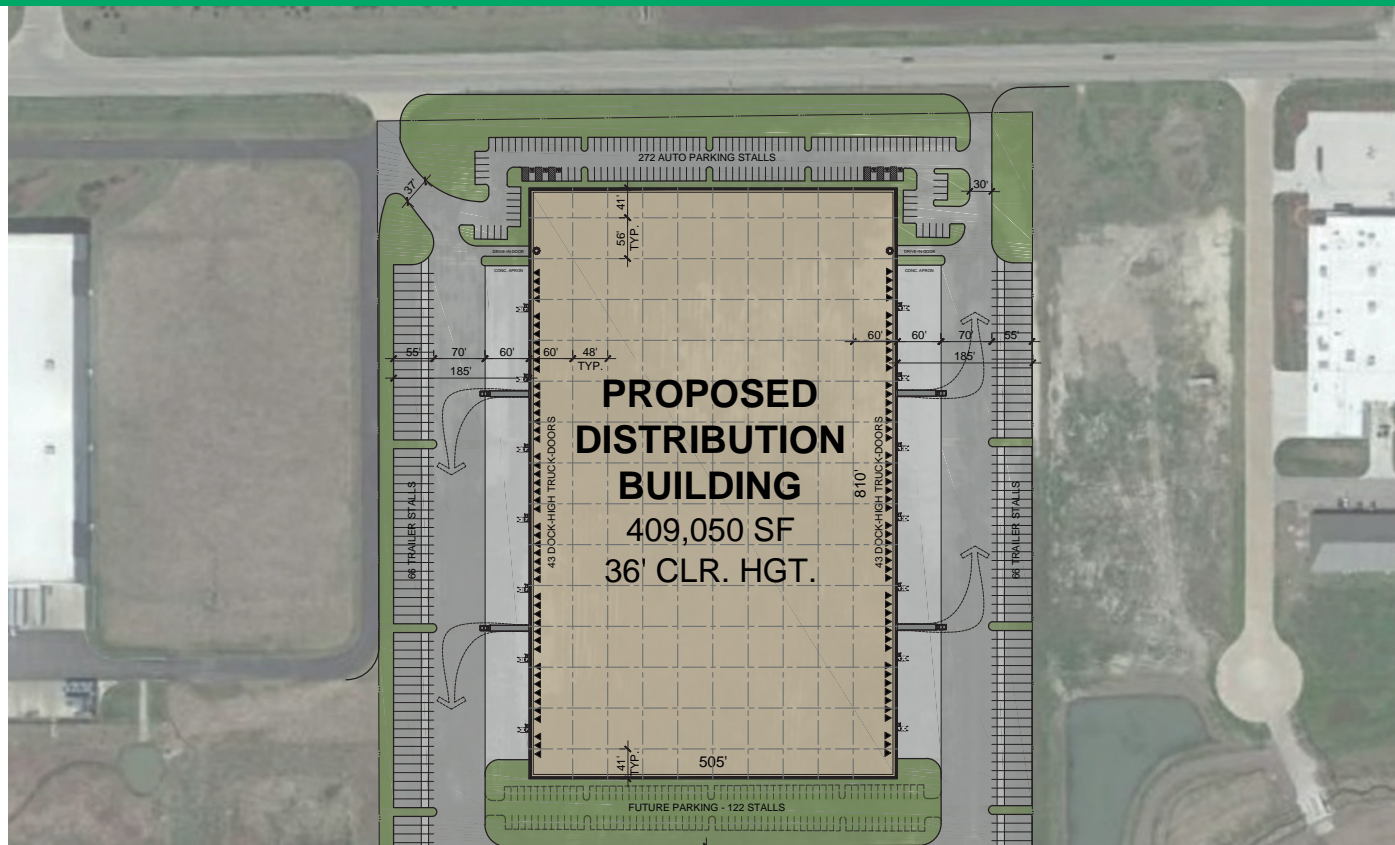 272 AUTO PARKING STALLS
37'
30'
41'
56'
TYP.
DRIVE-IN DOOR
DRIVE-IN DOOR
CONC. APRON
CONC. APRON
55'
70'
60'
60'
48'
TYP.
185'
60'
60'
70'
55'
185'
PROPOSED
DISTRIBUTION
BUILDING
409,050 SF
36' CLR. HGT.
43 DOCK-HIGH TRUCK-DOORS
43 DOCK-HIGH TRUCK-DOORS
810'
66 TRAILER STALLS
66 TRAILER STALLS
41'
TYP.
505'
FUTURE PARKING - 122 STALLS